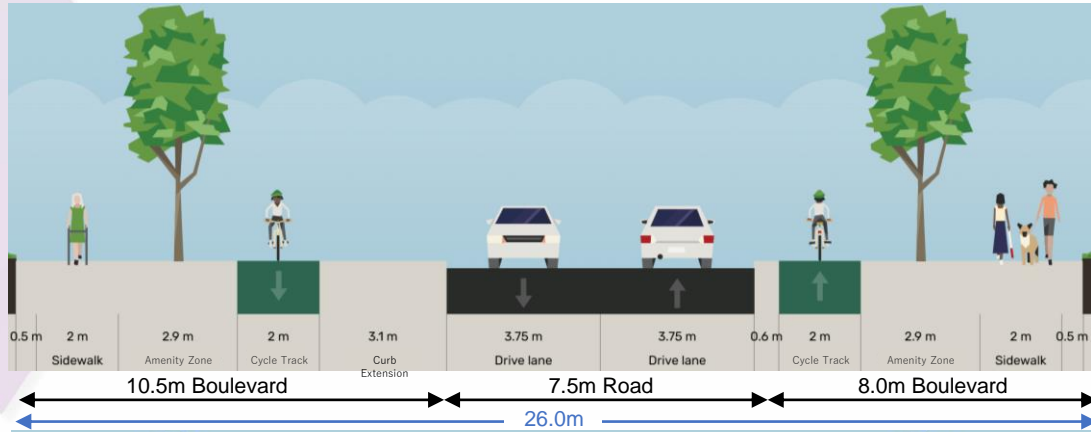 0.5 m 2 m 2.9 m 2 m 3.1 m 3.75 m 3.75 m 0.6 m 2 m 2.9 m 2 m 0.5 m
Sidewalk Amenity Zone Cycle Track Curb Drive lane Drive lane Cycle Track Amenity Zone Sidewalk
Extension
10.5m Boulevard 7.5m Road 8.0m Boulevard
26.0m